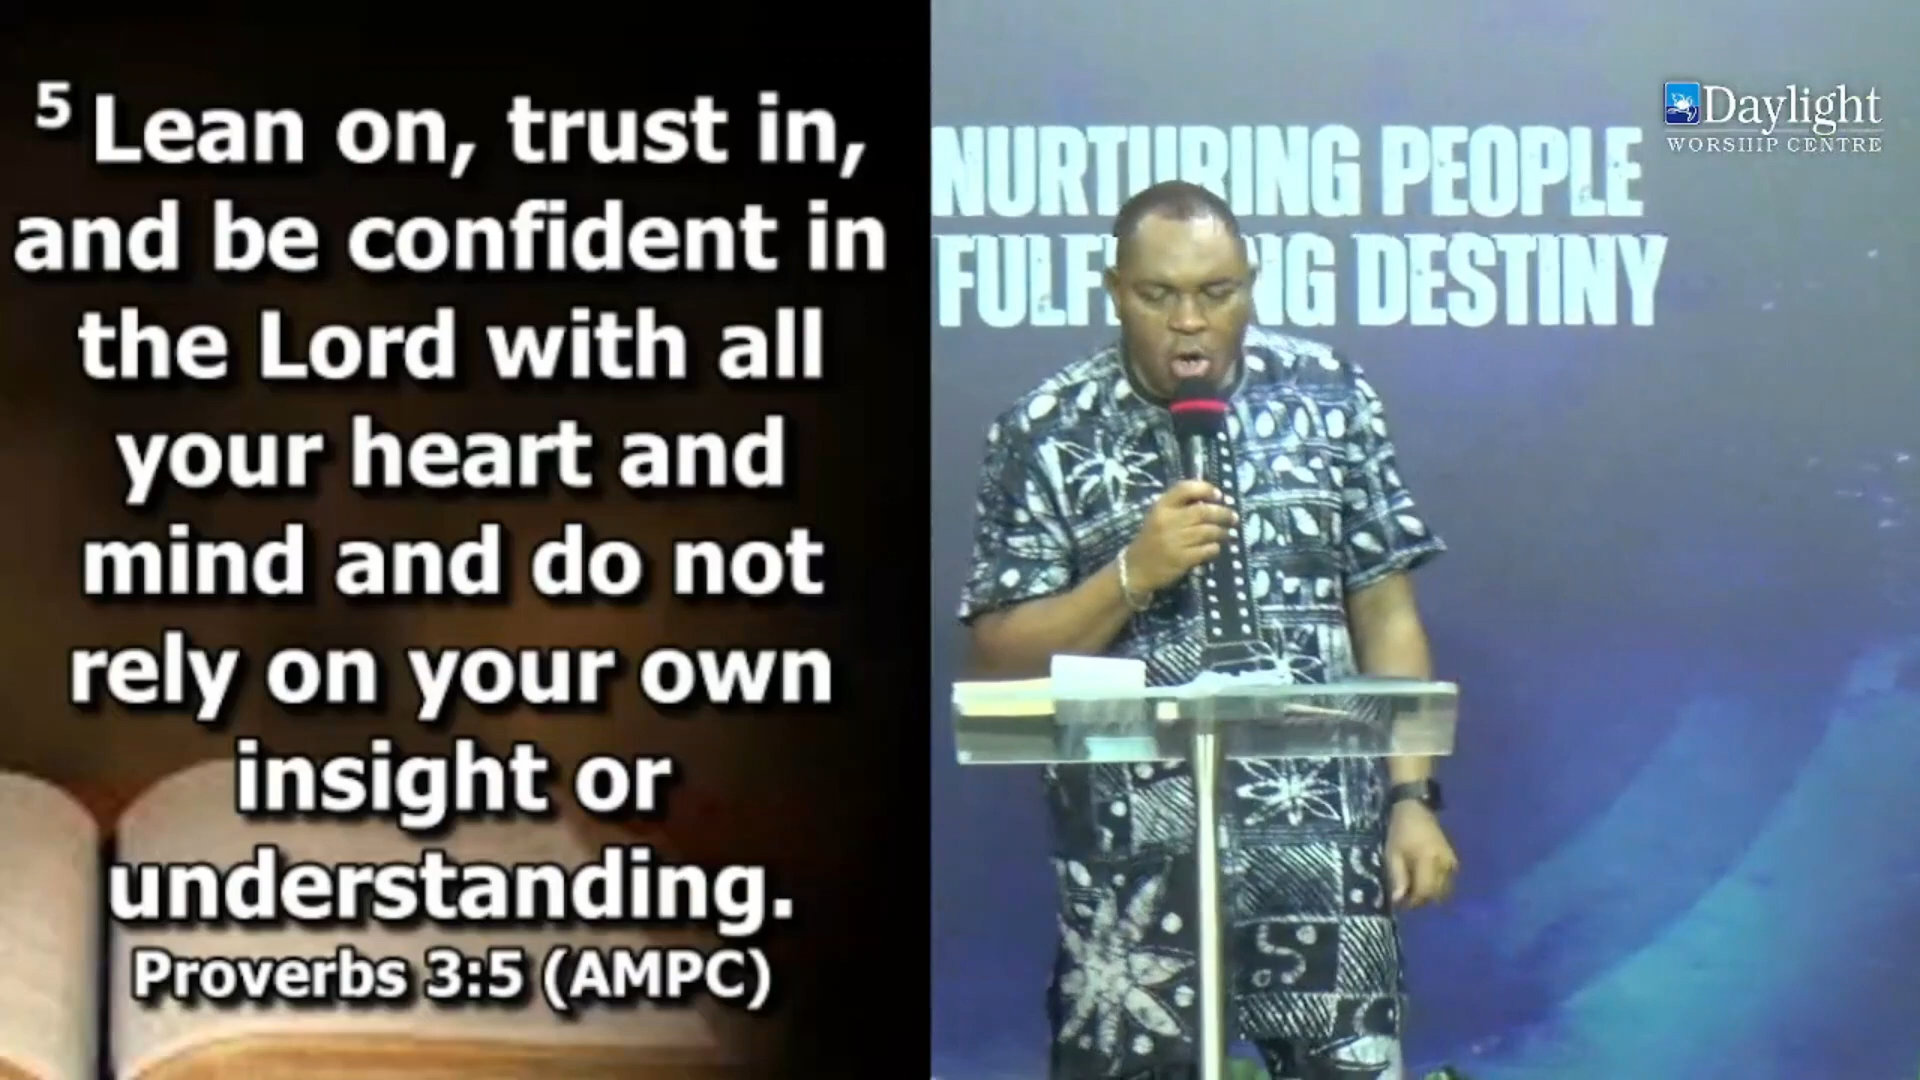 5 Lean on, trust in,
and be confident in
the Lord with all
your heart and
mind and do not
rely on your own
insight or
understanding.
Proverbs 3:5 (AMPC)
NURTURING PEOPLE
DESTINY
Daylight
WORSHIP CENTRE